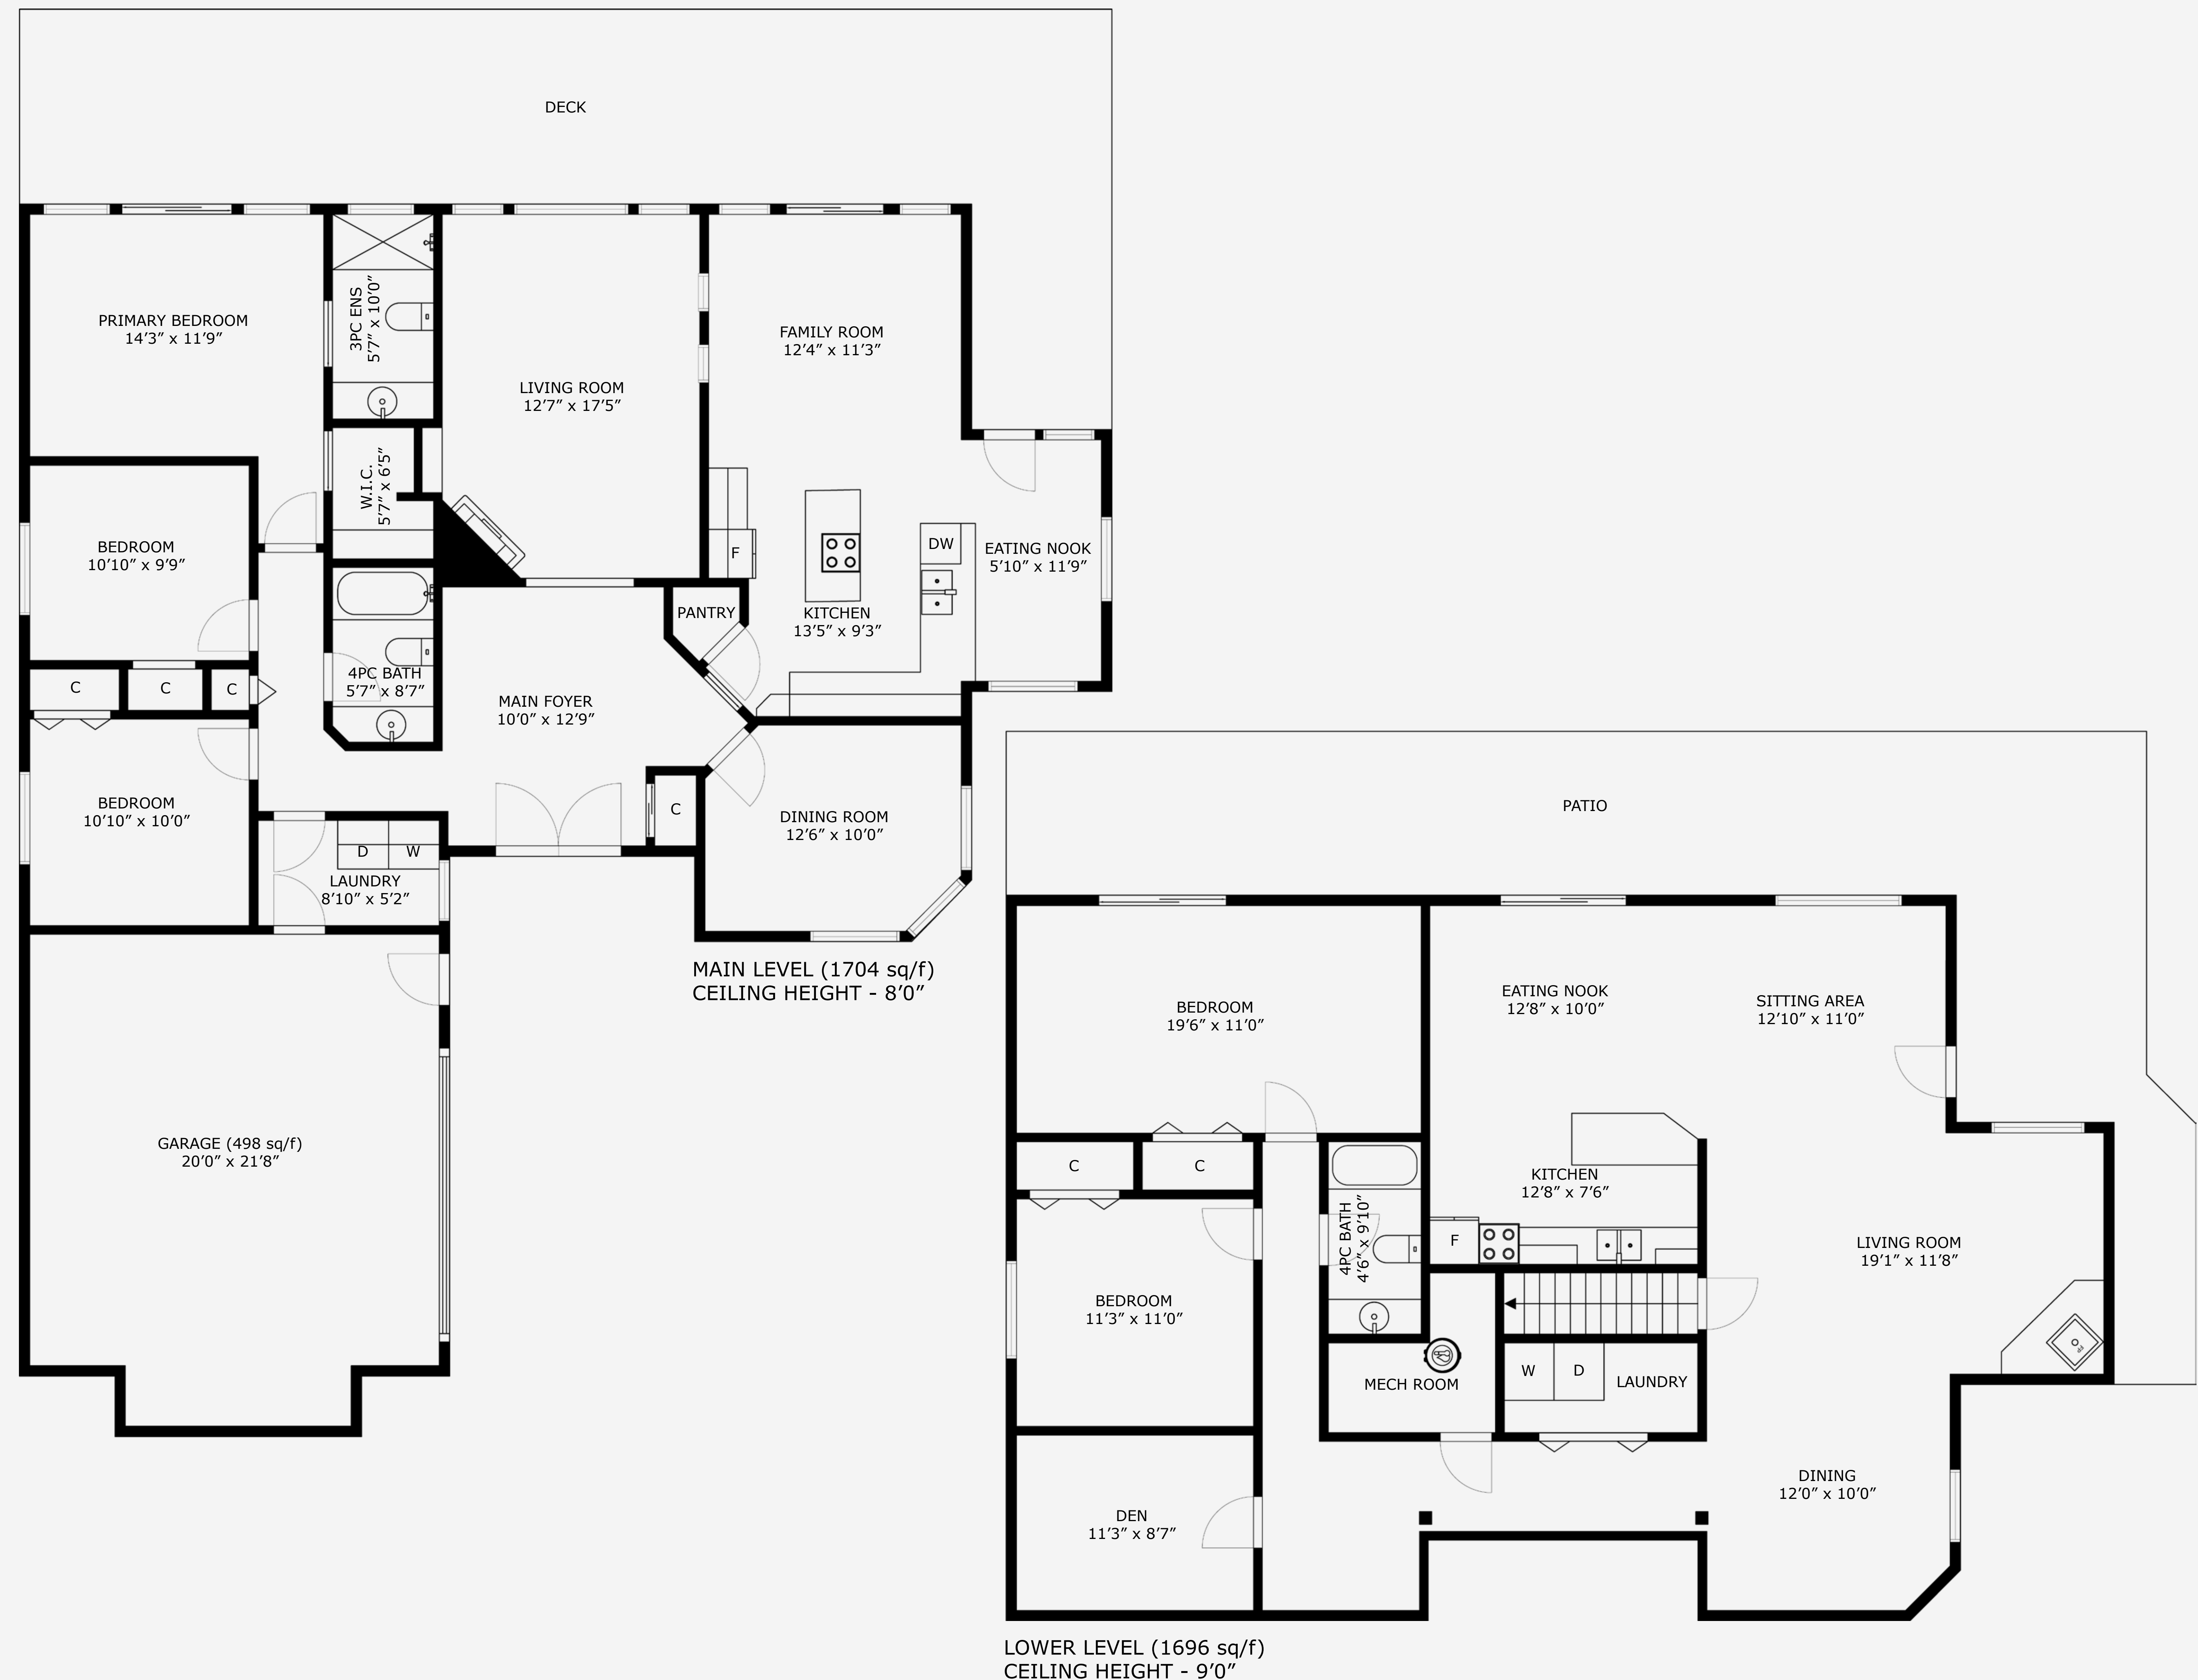 DECK
PRIMARY BEDROOM
14'3" x 11'9"
3PC ENS
5'7" x 10'0"
LIVING ROOM
12'7" x 17'5"
FAMILY ROOM
12'4" x 11'3"
W.I.C.
5'7" x 6'5"
BEDROOM
10'10" x 9'9"
F
DW
EATING NOOK
5'10" x 11'9"
KITCHEN
13'5" x 9'3"
PANTRY
C
C
C
4PC BATH
5'7" x 8'7"
MAIN FOYER
10'0" x 12'9"
BEDROOM
10'10" x 10'0"
C
DINING ROOM
12'6" x 10'0"
D
W
LAUNDRY
8'10" x 5'2"
MAIN LEVEL (1704 sq/f)
CEILING HEIGHT - 8'0"
GARAGE (498 sq/f)
20'0" x 21'8"
PATIO
BEDROOM
19'6" x 11'0"
EATING NOOK
12'8" x 10'0"
SITTING AREA
12'10" x 11'0"
C
C
KITCHEN
12'8" x 7'6"
4PC BATH
4'6" x 9'10"
F
LIVING ROOM
19'1" x 11'8"
BEDROOM
11'3" x 11'0"
FP
MECH ROOM
W
D
LAUNDRY
DINING
12'0" x 10'0"
DEN
11'3" x 8'7"
LOWER LEVEL (1696 sq/f)
CEILING HEIGHT - 9'0"